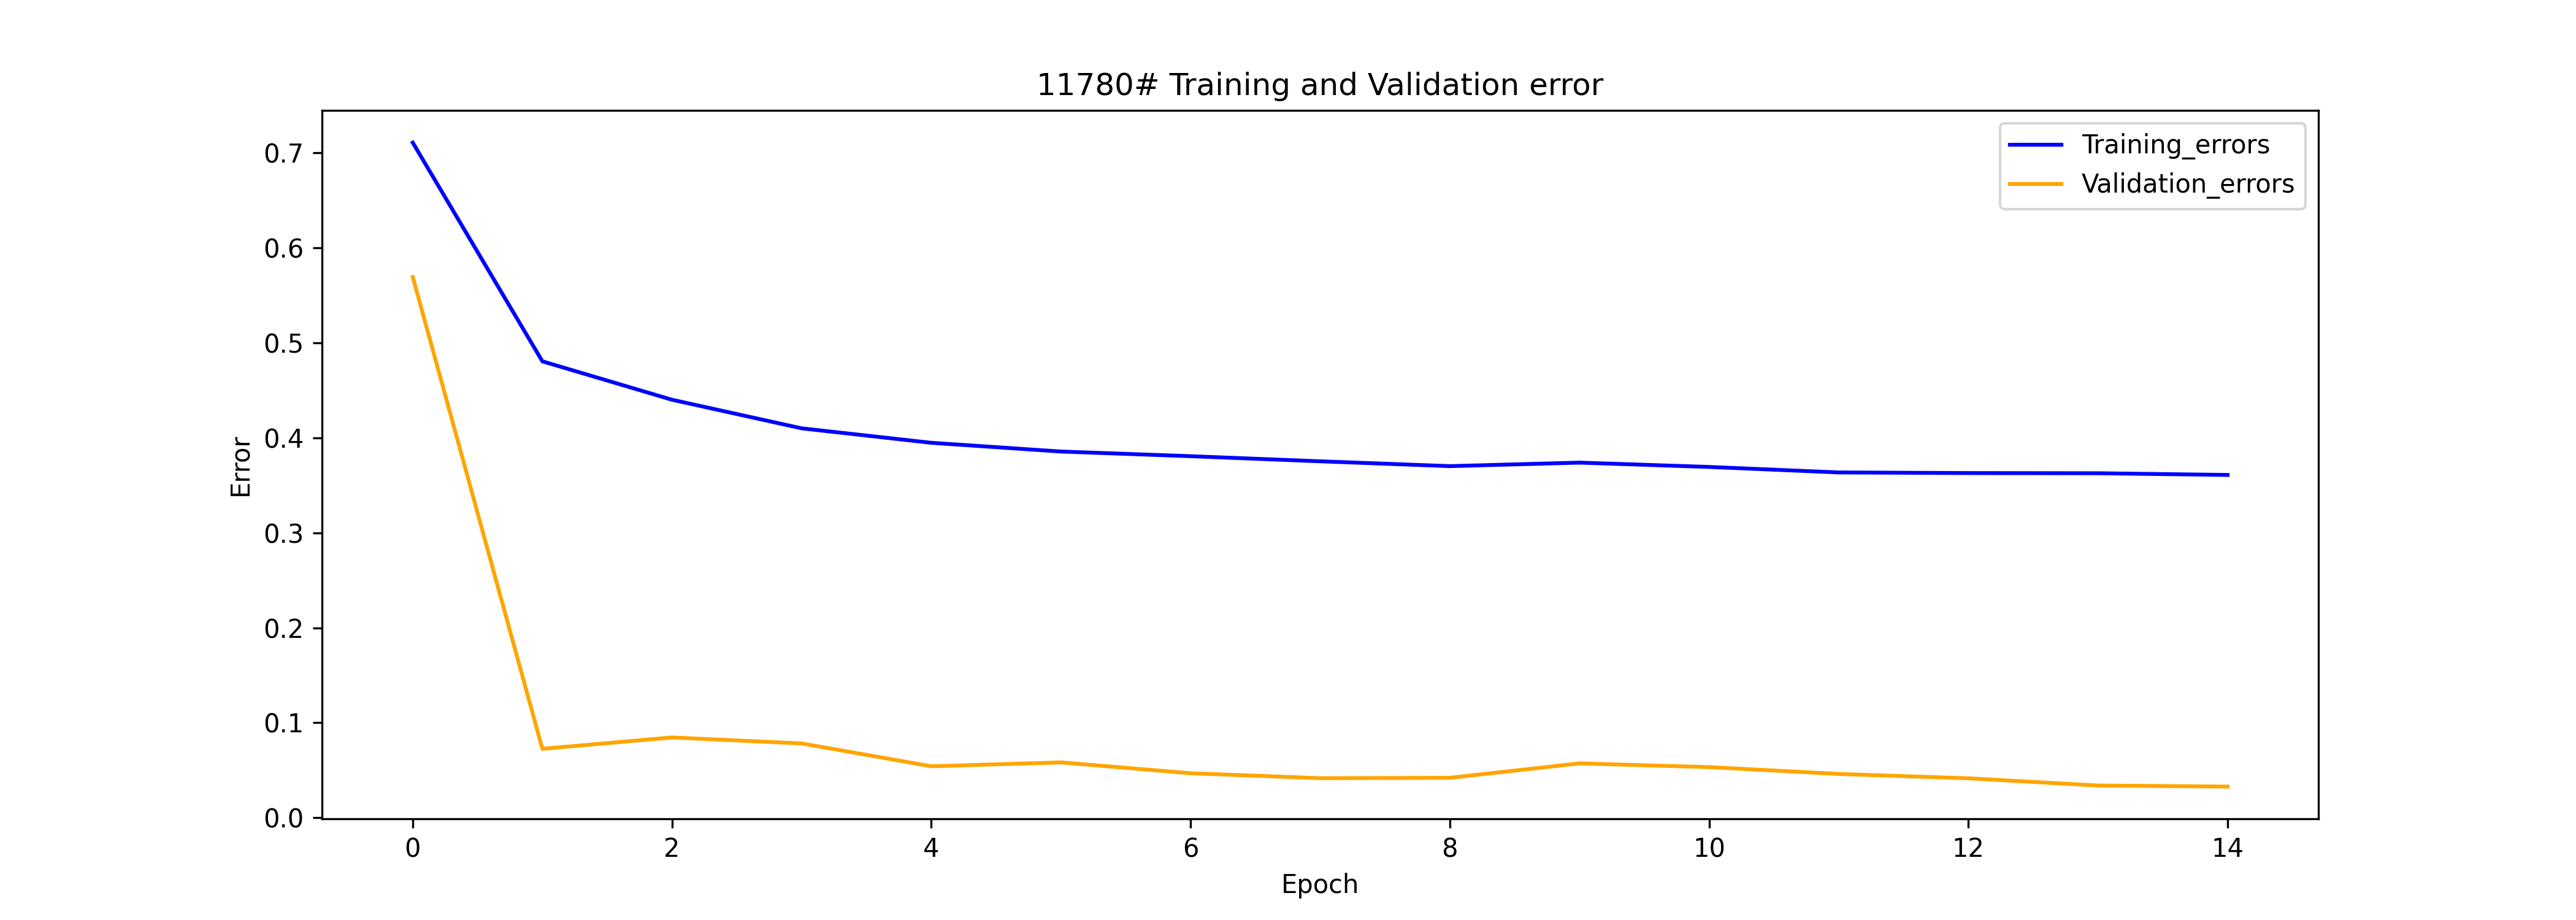 11780# Training and Validation error
Training_errors
Validation_errors
0.7
0.6
0.5
0.4
0.3
0.2
0.1
0.0
Error
0 2 4 6 8 10 12 14
Epoch